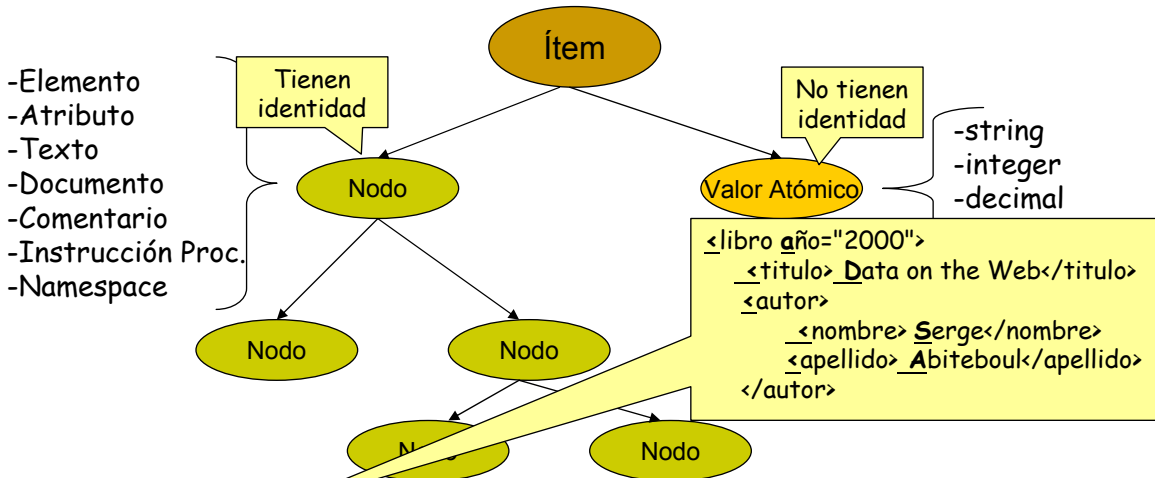 Ítem
-Elemento
-Atributo
-Texto
-Documento
-Comentario
-Instrucción Proc.
-Namespace
Tienen
identidad
No tienen
identidad
-string
-integer
-decimal
Nodo
Valor Atómico
<libro año="2000">
<titulo> Data on the Web</titulo>
<autor>
<nombre> Serge</nombre>
<apellido> Abiteboul</apellido>
</autor>
Nodo
Nodo
Nodo